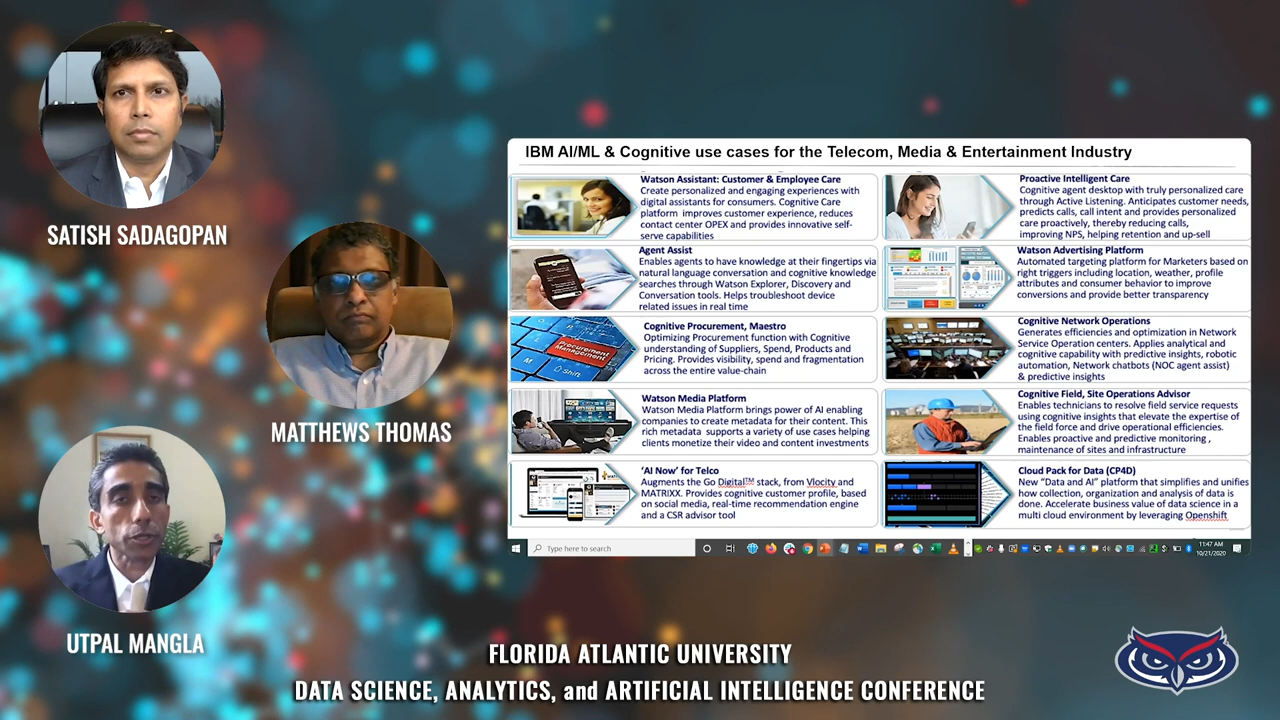 SATISH SADAGOPAN
MATTHEWS THOMAS
UTPAL MANGLA
IBM AI/ML & Cognitive use cases for the Telecom, Media & Entertainment Industry
Watson Assistant: Customer & Employee Care
Create personalized and engaging experiences with
digital assistants for consumers. Cognitive Care
platform improves customer experience, reduces
contact center OPEX and provides innovative self-
serve capabilities
Proactive Intelligent Care
Cognitive agent desktop with truly personalized care
through Active Listening. Anticipates customer needs,
predicts calls, call intent and provides personalized
care proactively, thereby reducing calls,
improving NPS, helping retention and up-sell
Agent Assist
Enables agents to have knowledge at their fingertips via
natural language conversation and cognitive knowledge
searches through Watson Explorer, Discovery and
Conversation tools. Helps troubleshoot device
related issues in real time
Watson Advertising Platform
Automated targeting platform for Marketers based on
right triggers including location, weather, profile
attributes and consumer behavior to improve
conversions and provide better transparency
Procurement
Management
Shift
Cognitive Procurement, Maestro
Optimizing Procurement function with Cognitive
understanding of Suppliers, Spend, Products and
Pricing. Provides visibility, spend and fragmentation
across the entire value-chain
Cognitive Network Operations
Generates efficiencies and optimization in Network
Service Operation centers. Applies analytical and
cognitive capability with predictive insights, robotic
automation, Network chatbots (NOC agent assist)
& predictive insights
Watson Media Platform
Watson Media Platform brings power of AI enabling
companies to create metadata for their content. This
rich metadata supports a variety of use cases helping
clients monetize their video and content investments
Cognitive Field, Site Operations Advisor
Enables technicians to resolve field service requests
using cognitive insights that elevate the expertise of
the field force and drive operational efficiencies.
Enables proactive and predictive monitoring ,
maintenance of sites and infrastructure
'AI Now' for Telco
Augments the Go Digital™ stack, from Vlocity and
MATRIXX. Provides cognitive customer profile, based
on social media, real-time recommendation engine
and a CSR advisor tool
Cloud Pack for Data (CP4D)
New "Data and AI" platform that simplifies and unifies
how collection, organization and analysis of data is
done. Accelerate business value of data science in a
multi cloud environment by leveraging Openshift
Type here to search
11:47 AM
10/21/2020
FLORIDA ATLANTIC UNIVERSITY
DATA SCIENCE, ANALYTICS, and ARTIFICIAL INTELLIGENCE CONFERENCE